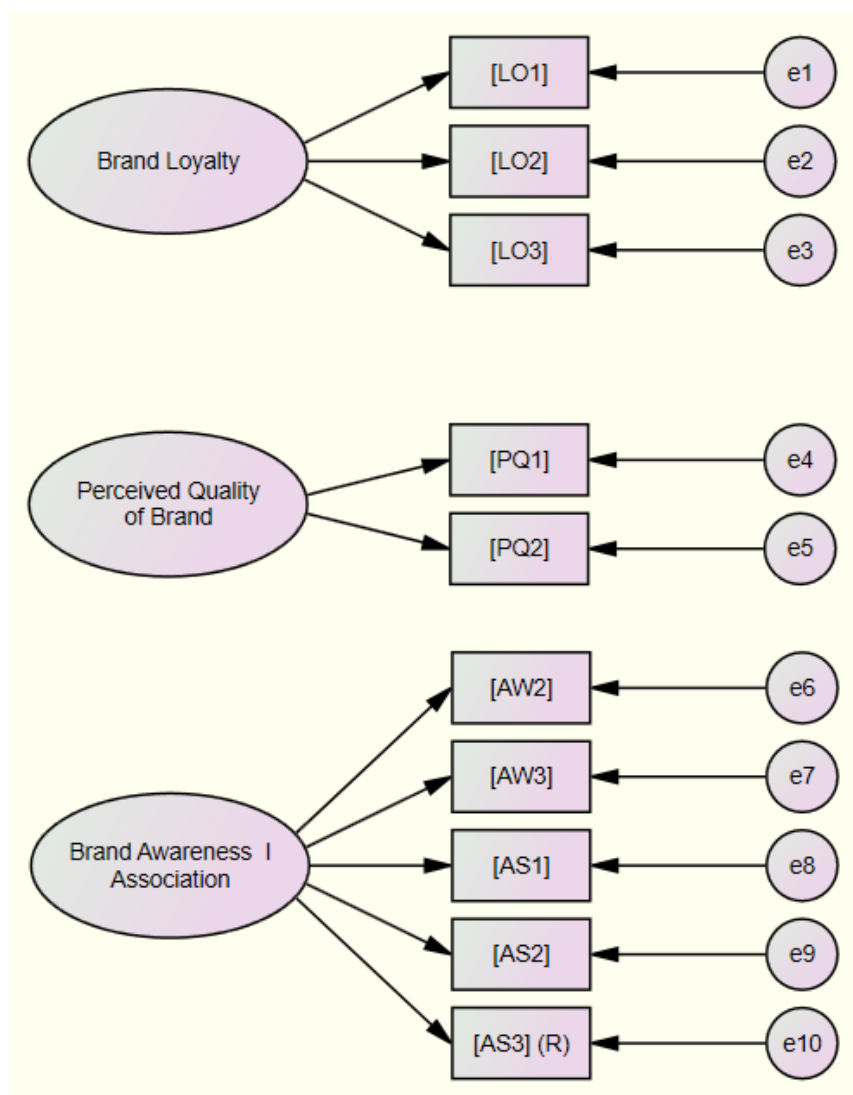 [LO1]
e1
Brand Loyalty
[LO2]
e2
[LO3]
e3
[PQ1]
e4
Perceived Quality
of Brand
[PQ2]
e5
[AW2]
e6
[AW3]
e7
Brand Awareness I
Association
[AS1]
e8
[AS2]
e9
[AS3] (R)
e10